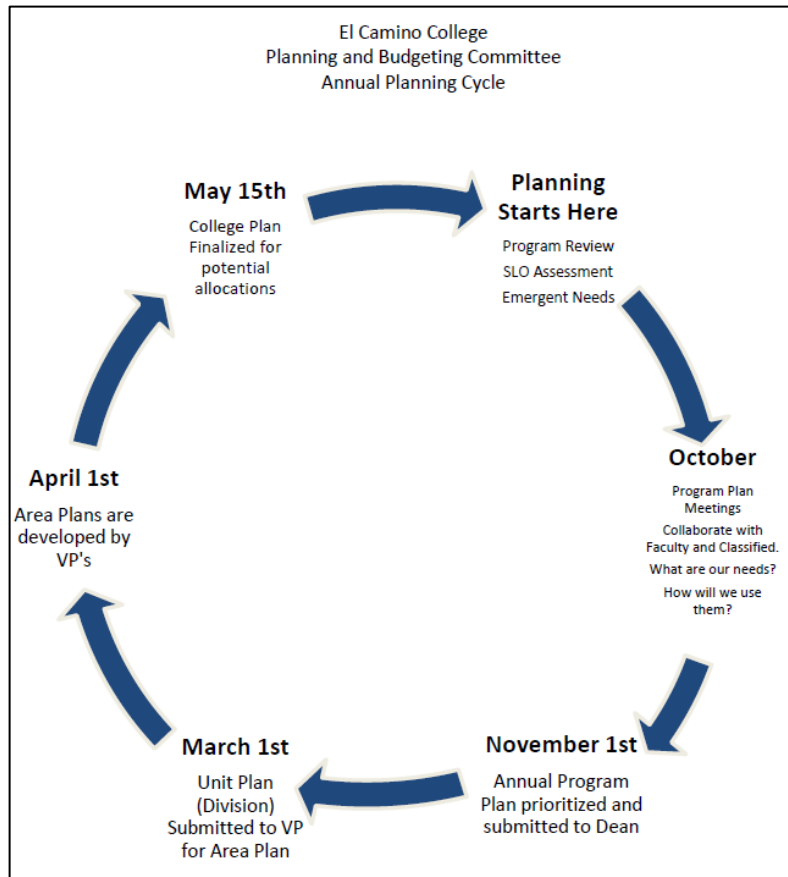 El Camino College
Planning and Budgeting Committee
Annual Planning Cycle
Planning
Starts Here
Program Review
SLO Assessment
Emergent Needs
October
Program Plan
Meetings
Collaborate with
Faculty and Classified.
What are our needs?
How will we use
them?
November 1st
Annual Program
Plan prioritized and
submitted to Dean
March 1st
Unit Plan
(Division)
Submitted to VP
for Area Plan
April 1st
Area Plans are
developed by
VP's
May 15th
College Plan
Finalized for
potential
allocations